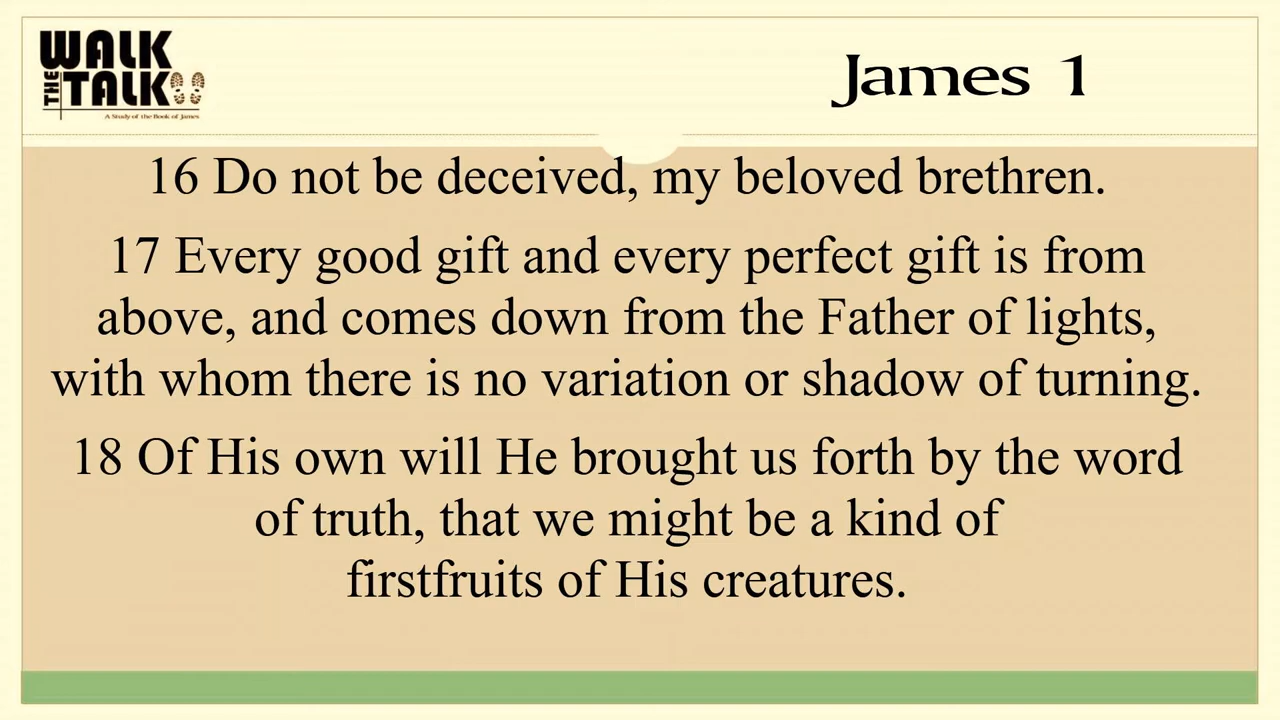 WALK
THE TALK
A Study of the Book of James
James 1
16 Do not be deceived, my beloved brethren.
17 Every good gift and every perfect gift is from
above, and comes down from the Father of lights,
with whom there is no variation or shadow of turning.
18 Of His own will He brought us forth by the word
of truth, that we might be a kind of
firstfruits of His creatures.